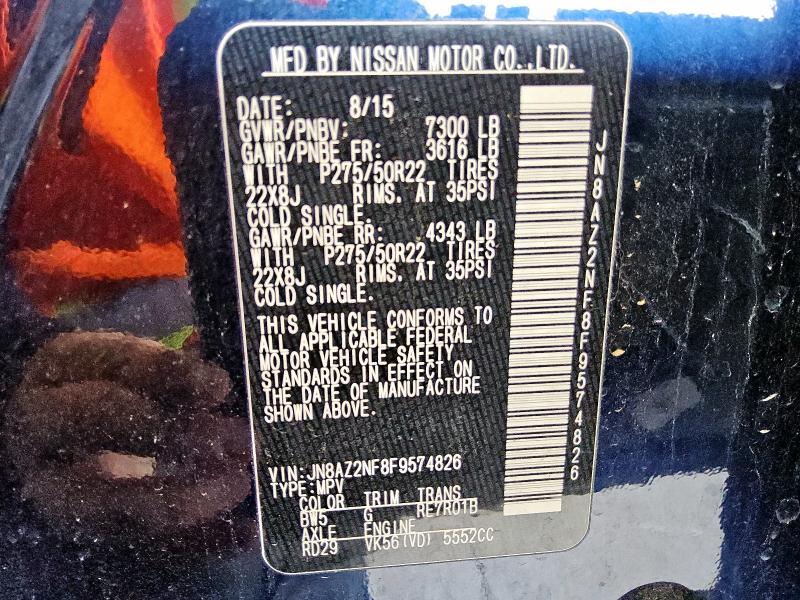 MFD BY NISSAN MOTOR CO.,LTD.
DATE: 8/15
GVWR/PNBV: 7300 LB
GAWR/PNBE FR: 3616 LB
WITH P275/50R22 TIRES
22X8J RIMS. AT 35PSI
COLD SINGLE.
GAWR/PNBE RR: 4343 LB
WITH P275/50R22 TIRES
22X8J RIMS. AT 35PSI
COLD SINGLE.
THIS VEHICLE CONFORMS TO
ALL APPLICABLE FEDERAL
MOTOR VEHICLE SAFETY
STANDARDS IN EFFECT ON
THE DATE OF MANUFACTURE
SHOWN ABOVE.
VIN:JN8AZ2NF8F9574826
TYPE:MPV
COLOR TRIM TRANS
BW5 G RE7R01B
AXLE ENGINE
RD29 VK56(VD) 5552CC
JN8AZ2NF8F9574826